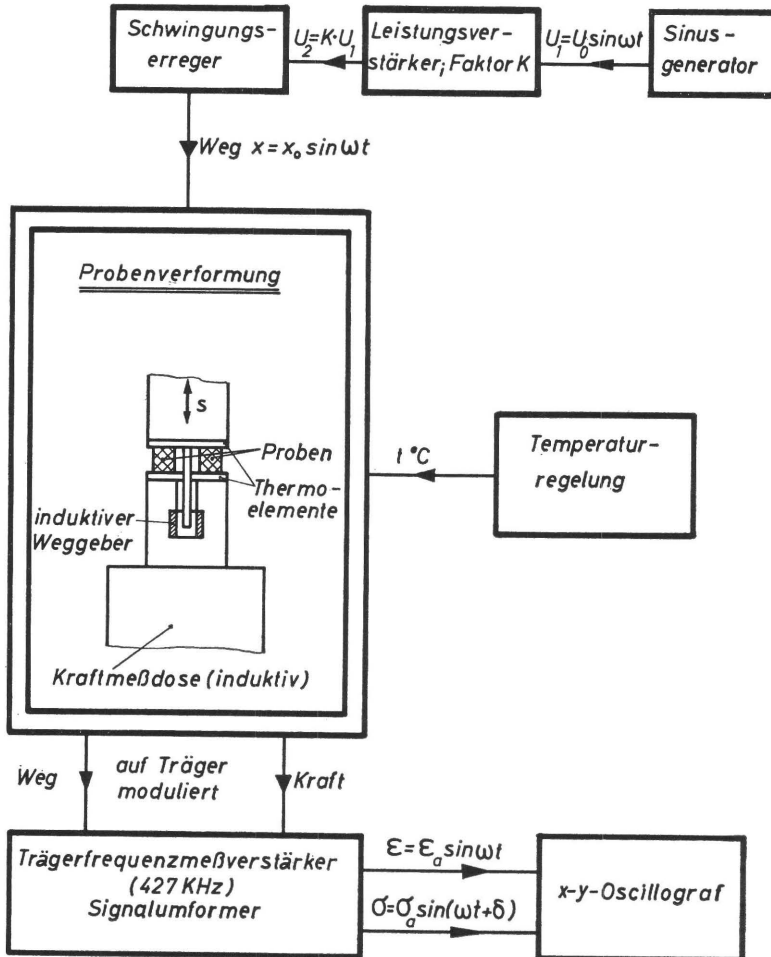 Schwingungs-
erreger
U₂=K·U₁
Leistungsver-
stärker; Faktor K
U₁=U₀sinωt
Sinus-
generator
Weg x=x₀ sinωt
Probenverformung
s
Proben
Thermo-
elemente
induktiver
Weggeber
Kraftmeßdose (induktiv)
t °C
Temperatur-
regelung
Weg
auf Träger
moduliert
Kraft
Trägerfrequenzmeßverstärker
(427 KHz)
Signalumformer
Ɛ=Ɛₐ sinωt
σ=σₐ sin(ωt+δ)
x-y-Oscillograf